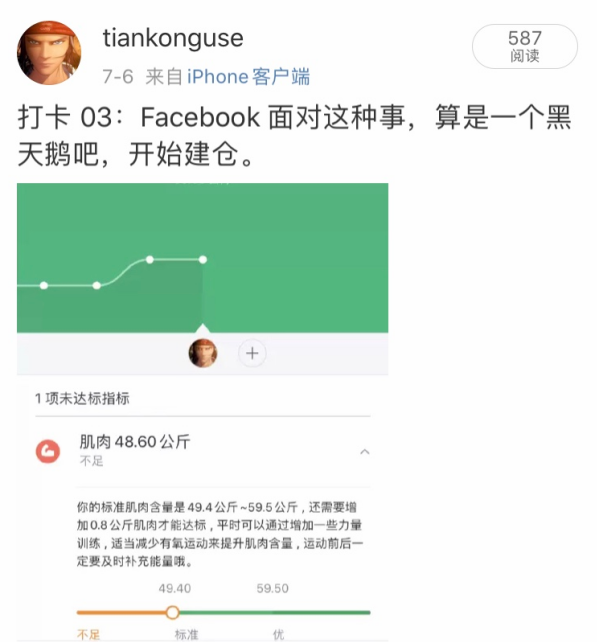 tiankonguse
587
阅读
7-6 来自iPhone客户端
打卡 03：Facebook 面对这种事，算是一个黑
天鹅吧，开始建仓。
1 项未达标指标
肌肉 48.60 公斤
不足
你的标准肌肉含量是 49.4公斤~59.5公斤，还需要增
加0.8公斤肌肉才能达标，平时可以通过增加一些力量
训练，适当减少有氧运动来提升肌肉含量，运动前后一
定要及时补充能量哦。
49.40 59.50
不足 标准 优